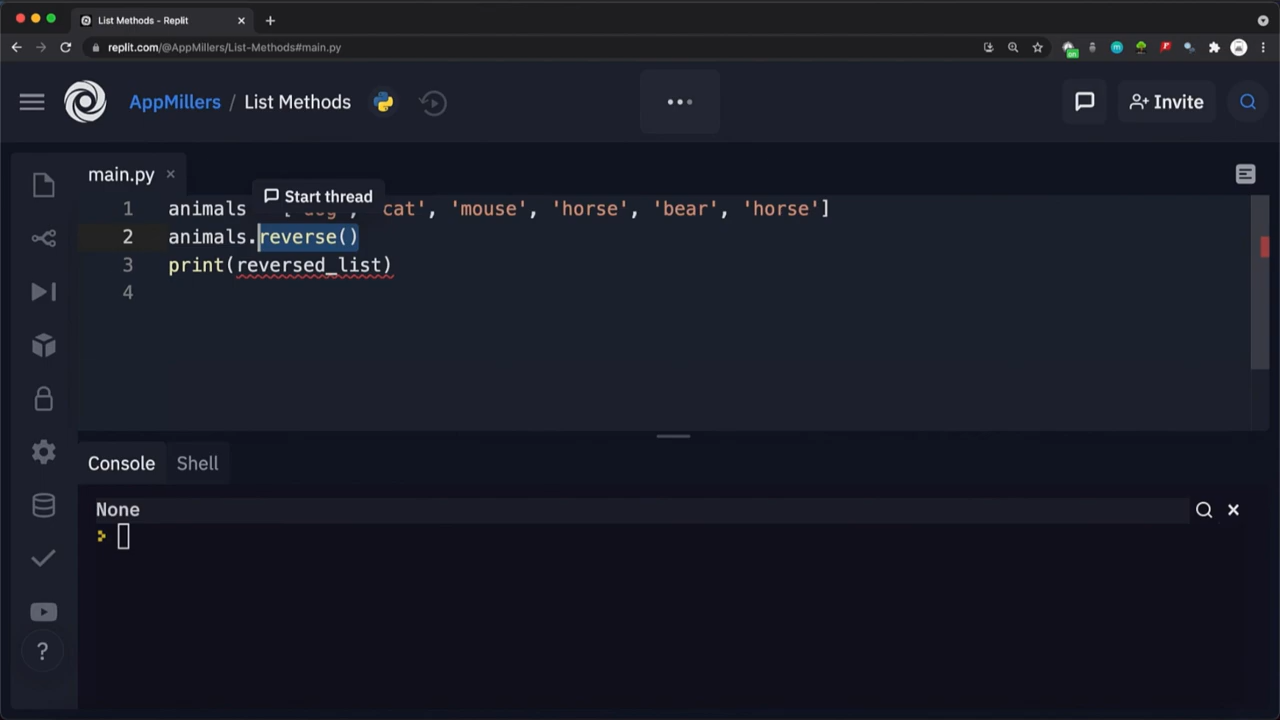 List Methods - Replit
replit.com/@AppMillers/List-Methods#main.py
AppMillers / List Methods
Invite
main.py
Start thread
1 animals 'dog', 'cat', 'mouse', 'horse', 'bear', 'horse']
2 animals.reverse()
3 print(reversed_list)
4
Console Shell
None